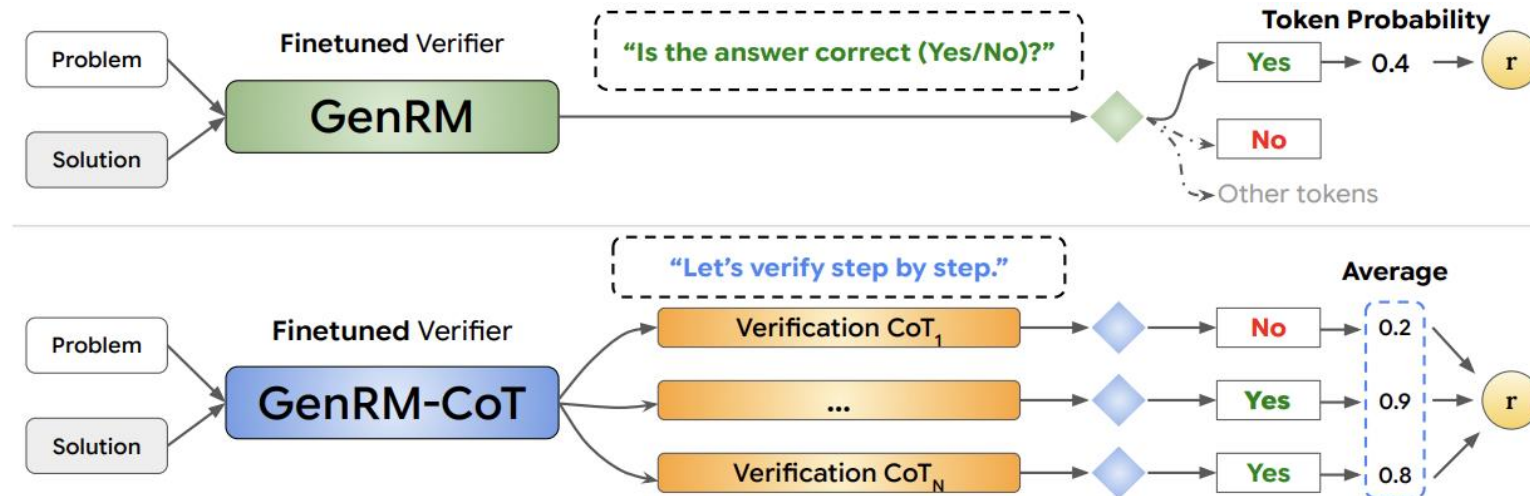 Token Probability
Problem
Finetuned Verifier
“Is the answer correct (Yes/No)?”
Yes
0.4
r
GenRM
Solution
No
Other tokens
“Let’s verify step by step.”
Average
Problem
Finetuned Verifier
Verification CoT1
No
0.2
GenRM-CoT
...
Yes
0.9
r
Solution
Verification CoTN
Yes
0.8